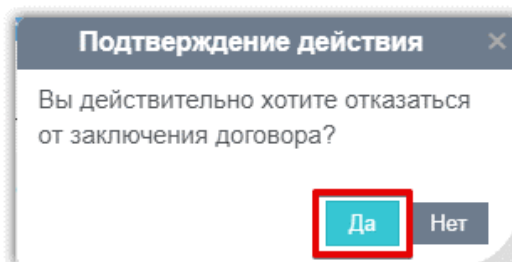 Подтверждение действия ×
Вы действительно хотите отказаться
от заключения договора?
Да Нет